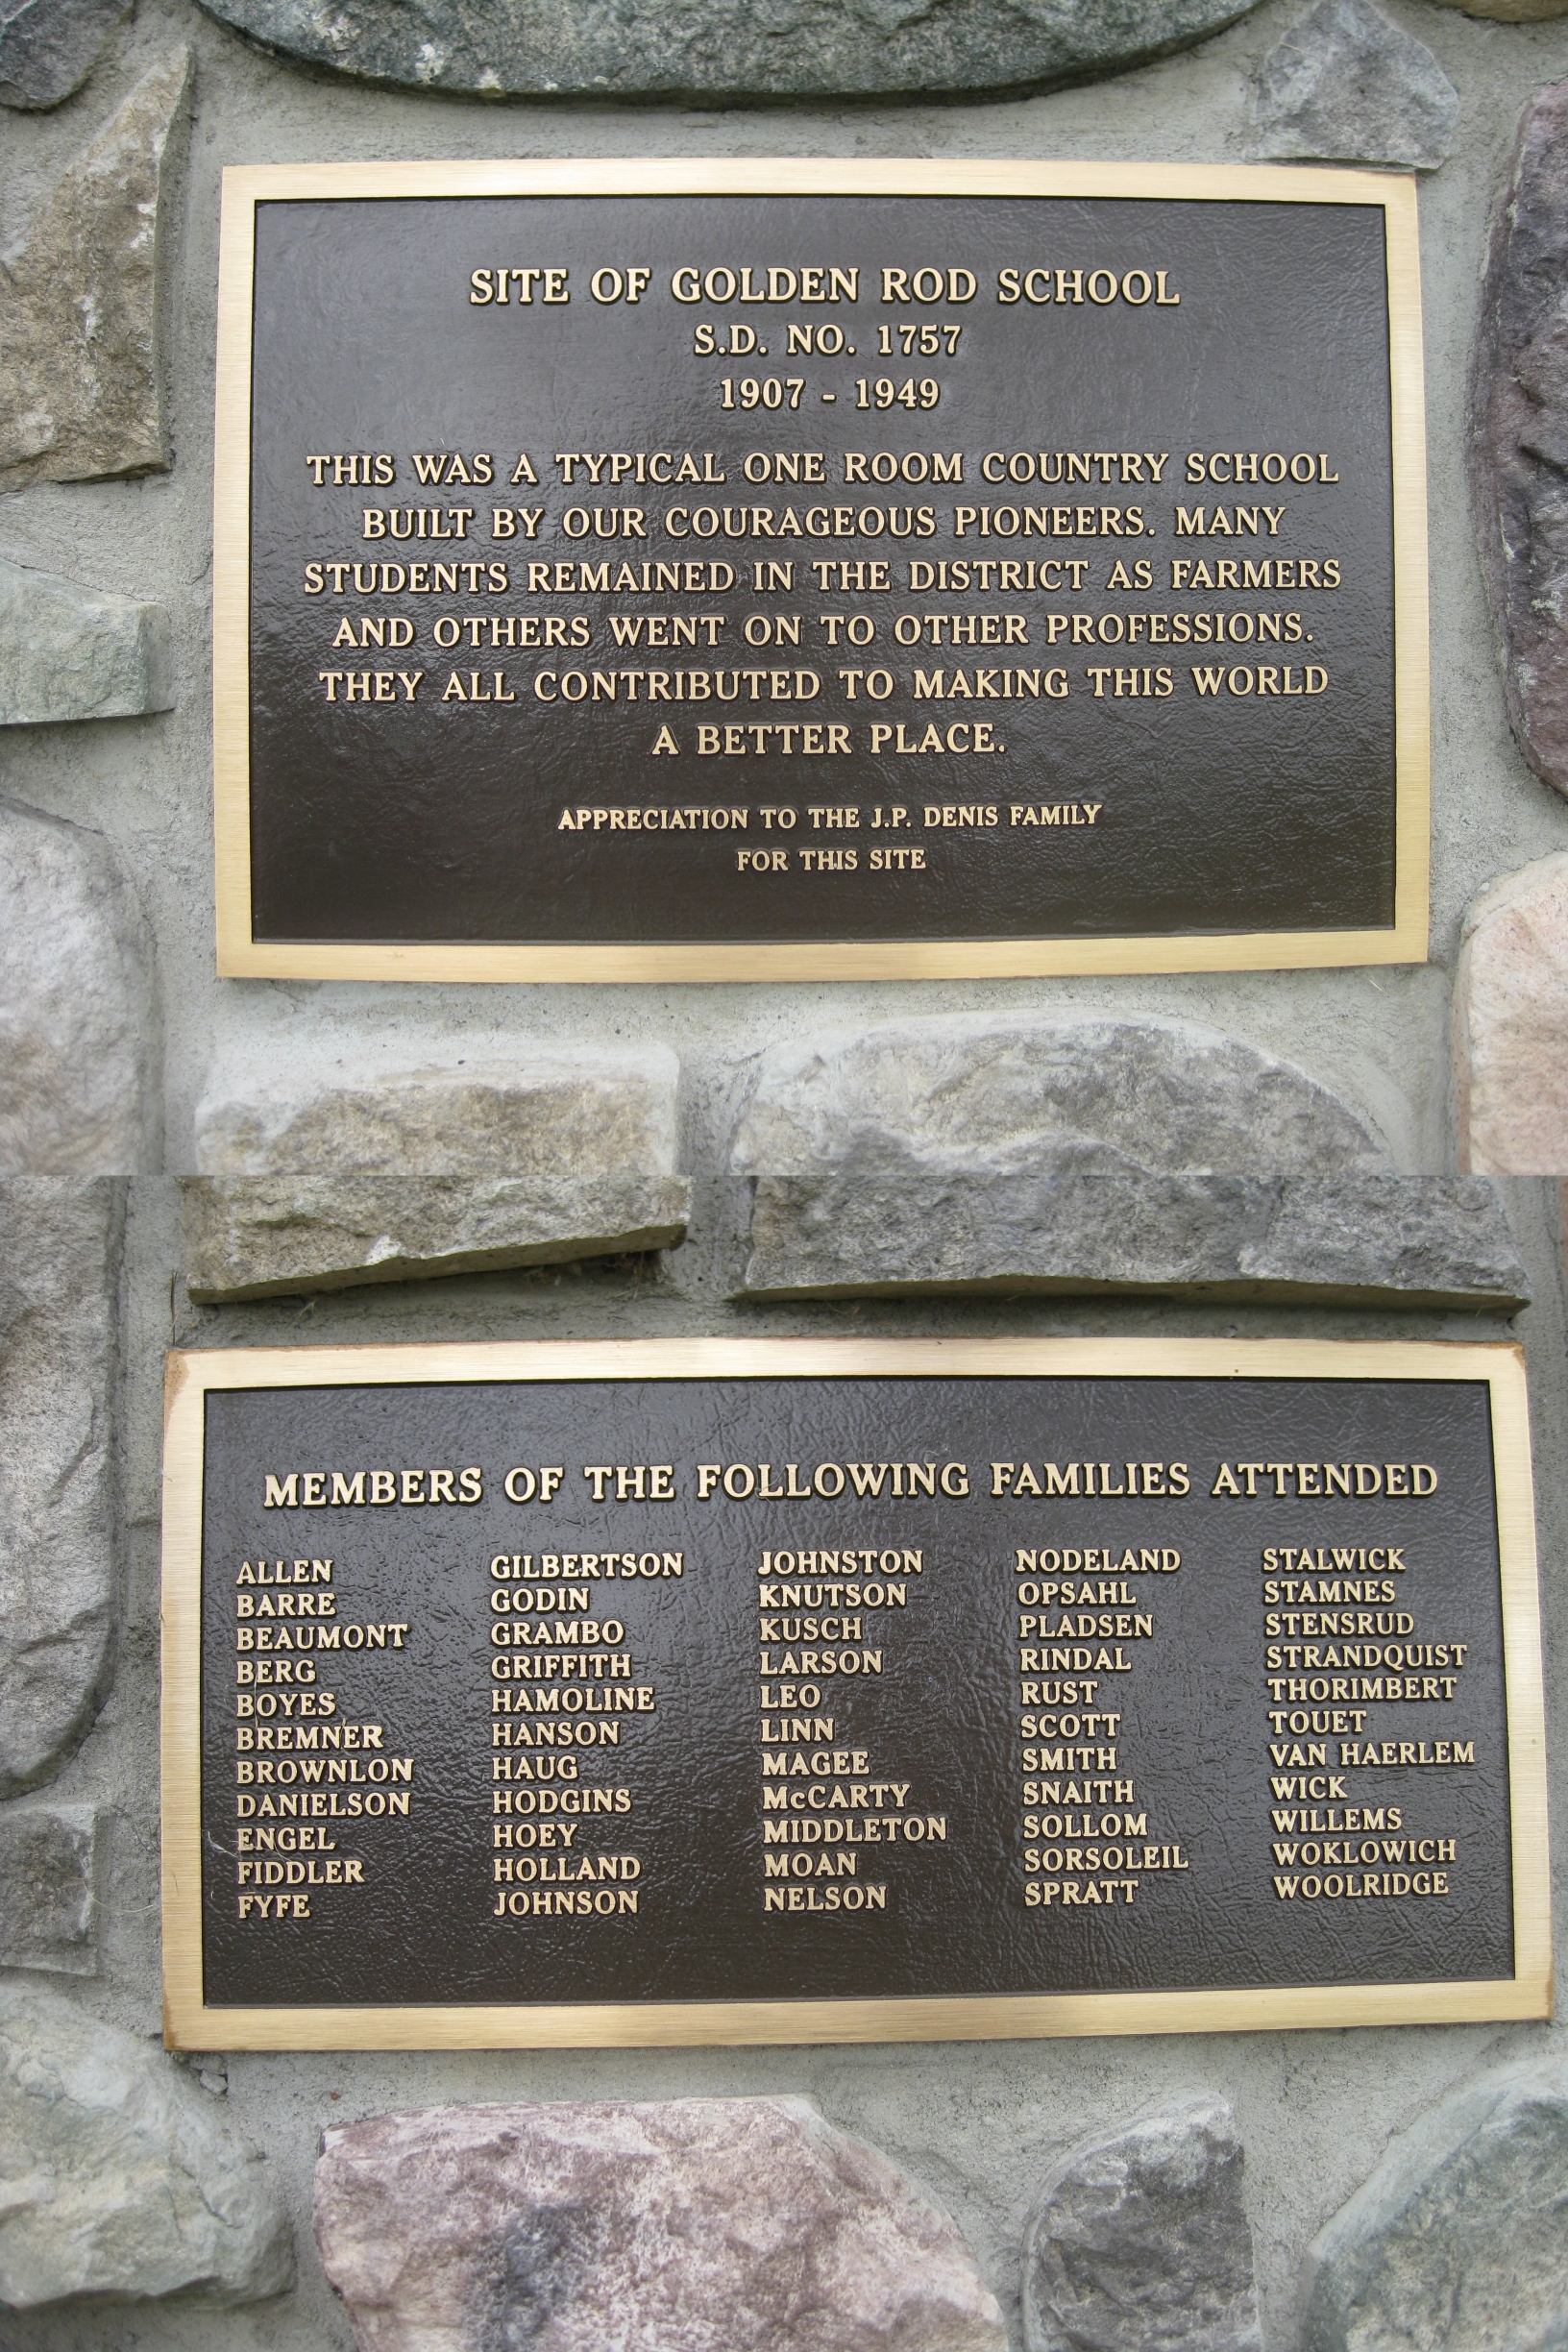 SITE OF GOLDEN ROD SCHOOL
S.D. NO. 1757
1907 - 1949
THIS WAS A TYPICAL ONE ROOM COUNTRY SCHOOL
BUILT BY OUR COURAGEOUS PIONEERS. MANY
STUDENTS REMAINED IN THE DISTRICT AS FARMERS
AND OTHERS WENT ON TO OTHER PROFESSIONS.
THEY ALL CONTRIBUTED TO MAKING THIS WORLD
A BETTER PLACE.
APPRECIATION TO THE J.P. DENIS FAMILY
FOR THIS SITE
MEMBERS OF THE FOLLOWING FAMILIES ATTENDED
ALLEN
BARRE
BEAUMONT
BERG
BOYES
BREMNER
BROWNLON
DANIELSON
ENGEL
FIDDLER
FYFE
GILBERTSON
GODIN
GRAMBO
GRIFFITH
HAMOLINE
HANSON
HAUG
HODGINS
HOEY
HOLLAND
JOHNSON
JOHNSTON
KNUTSON
KUSCH
LARSON
LEO
LINN
MAGEE
McCARTY
MIDDLETON
MOAN
NELSON
NODELAND
OPSAHL
PLADSEN
RINDAL
RUST
SCOTT
SMITH
SNAITH
SOLLOM
SORSOLEIL
SPRATT
STALWICK
STAMNES
STENSRUD
STRANDQUIST
THORIMBERT
TOUET
VAN HAERLEM
WICK
WILLEMS
WOKLOWICH
WOOLRIDGE